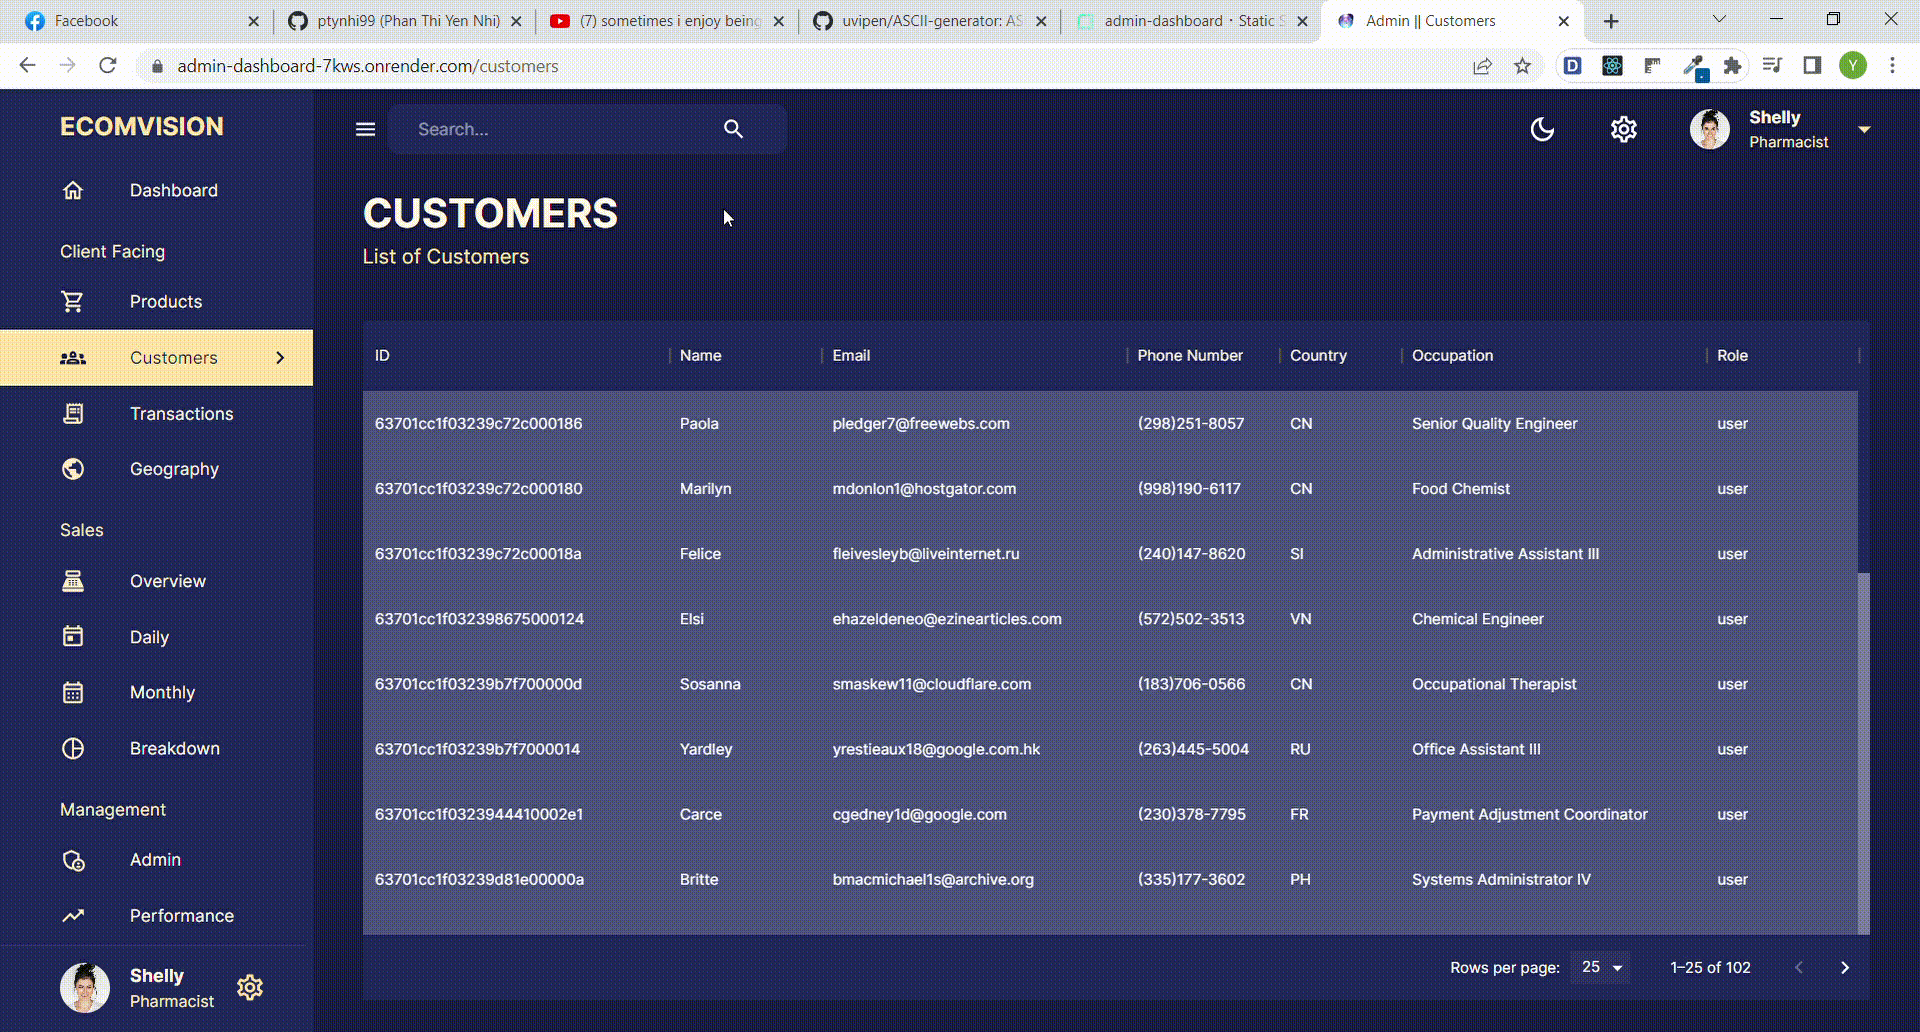 Facebook
ptynhi99 (Phan Thi Yen Nhi)
(7) sometimes i enjoy being
uvipen/ASCII-generator: AS
admin-dashboard · Static S
Admin || Customers
admin-dashboard-7kws.onrender.com/customers
Y
ECOMVISION
Search...
Shelly
Pharmacist
Dashboard
Client Facing
Products
Customers
Transactions
Geography
Sales
Overview
Daily
Monthly
Breakdown
Management
Admin
Performance
Shelly
Pharmacist
CUSTOMERS
List of Customers
ID Name Email Phone Number Country Occupation Role
63701cc1f03239c72c000186 Paola pledger7@freewebs.com (298)251-8057 CN Senior Quality Engineer user
63701cc1f03239c72c000180 Marilyn mdonlon1@hostgator.com (998)190-6117 CN Food Chemist user
63701cc1f03239c72c00018a Felice fleivesleyb@liveinternet.ru (240)147-8620 SI Administrative Assistant III user
63701cc1f032398675000124 Elsi ehazeldeneo@ezinearticles.com (572)502-3513 VN Chemical Engineer user
63701cc1f03239b7f700000d Sosanna smaskew11@cloudflare.com (183)706-0566 CN Occupational Therapist user
63701cc1f03239b7f7000014 Yardley yrestieaux18@google.com.hk (263)445-5004 RU Office Assistant III user
63701cc1f0323944410002e1 Carce cgedney1d@google.com (230)378-7795 FR Payment Adjustment Coordinator user
63701cc1f03239d81e00000a Britte bmacmichael1s@archive.org (335)177-3602 PH Systems Administrator IV user
Rows per page: 25 1–25 of 102